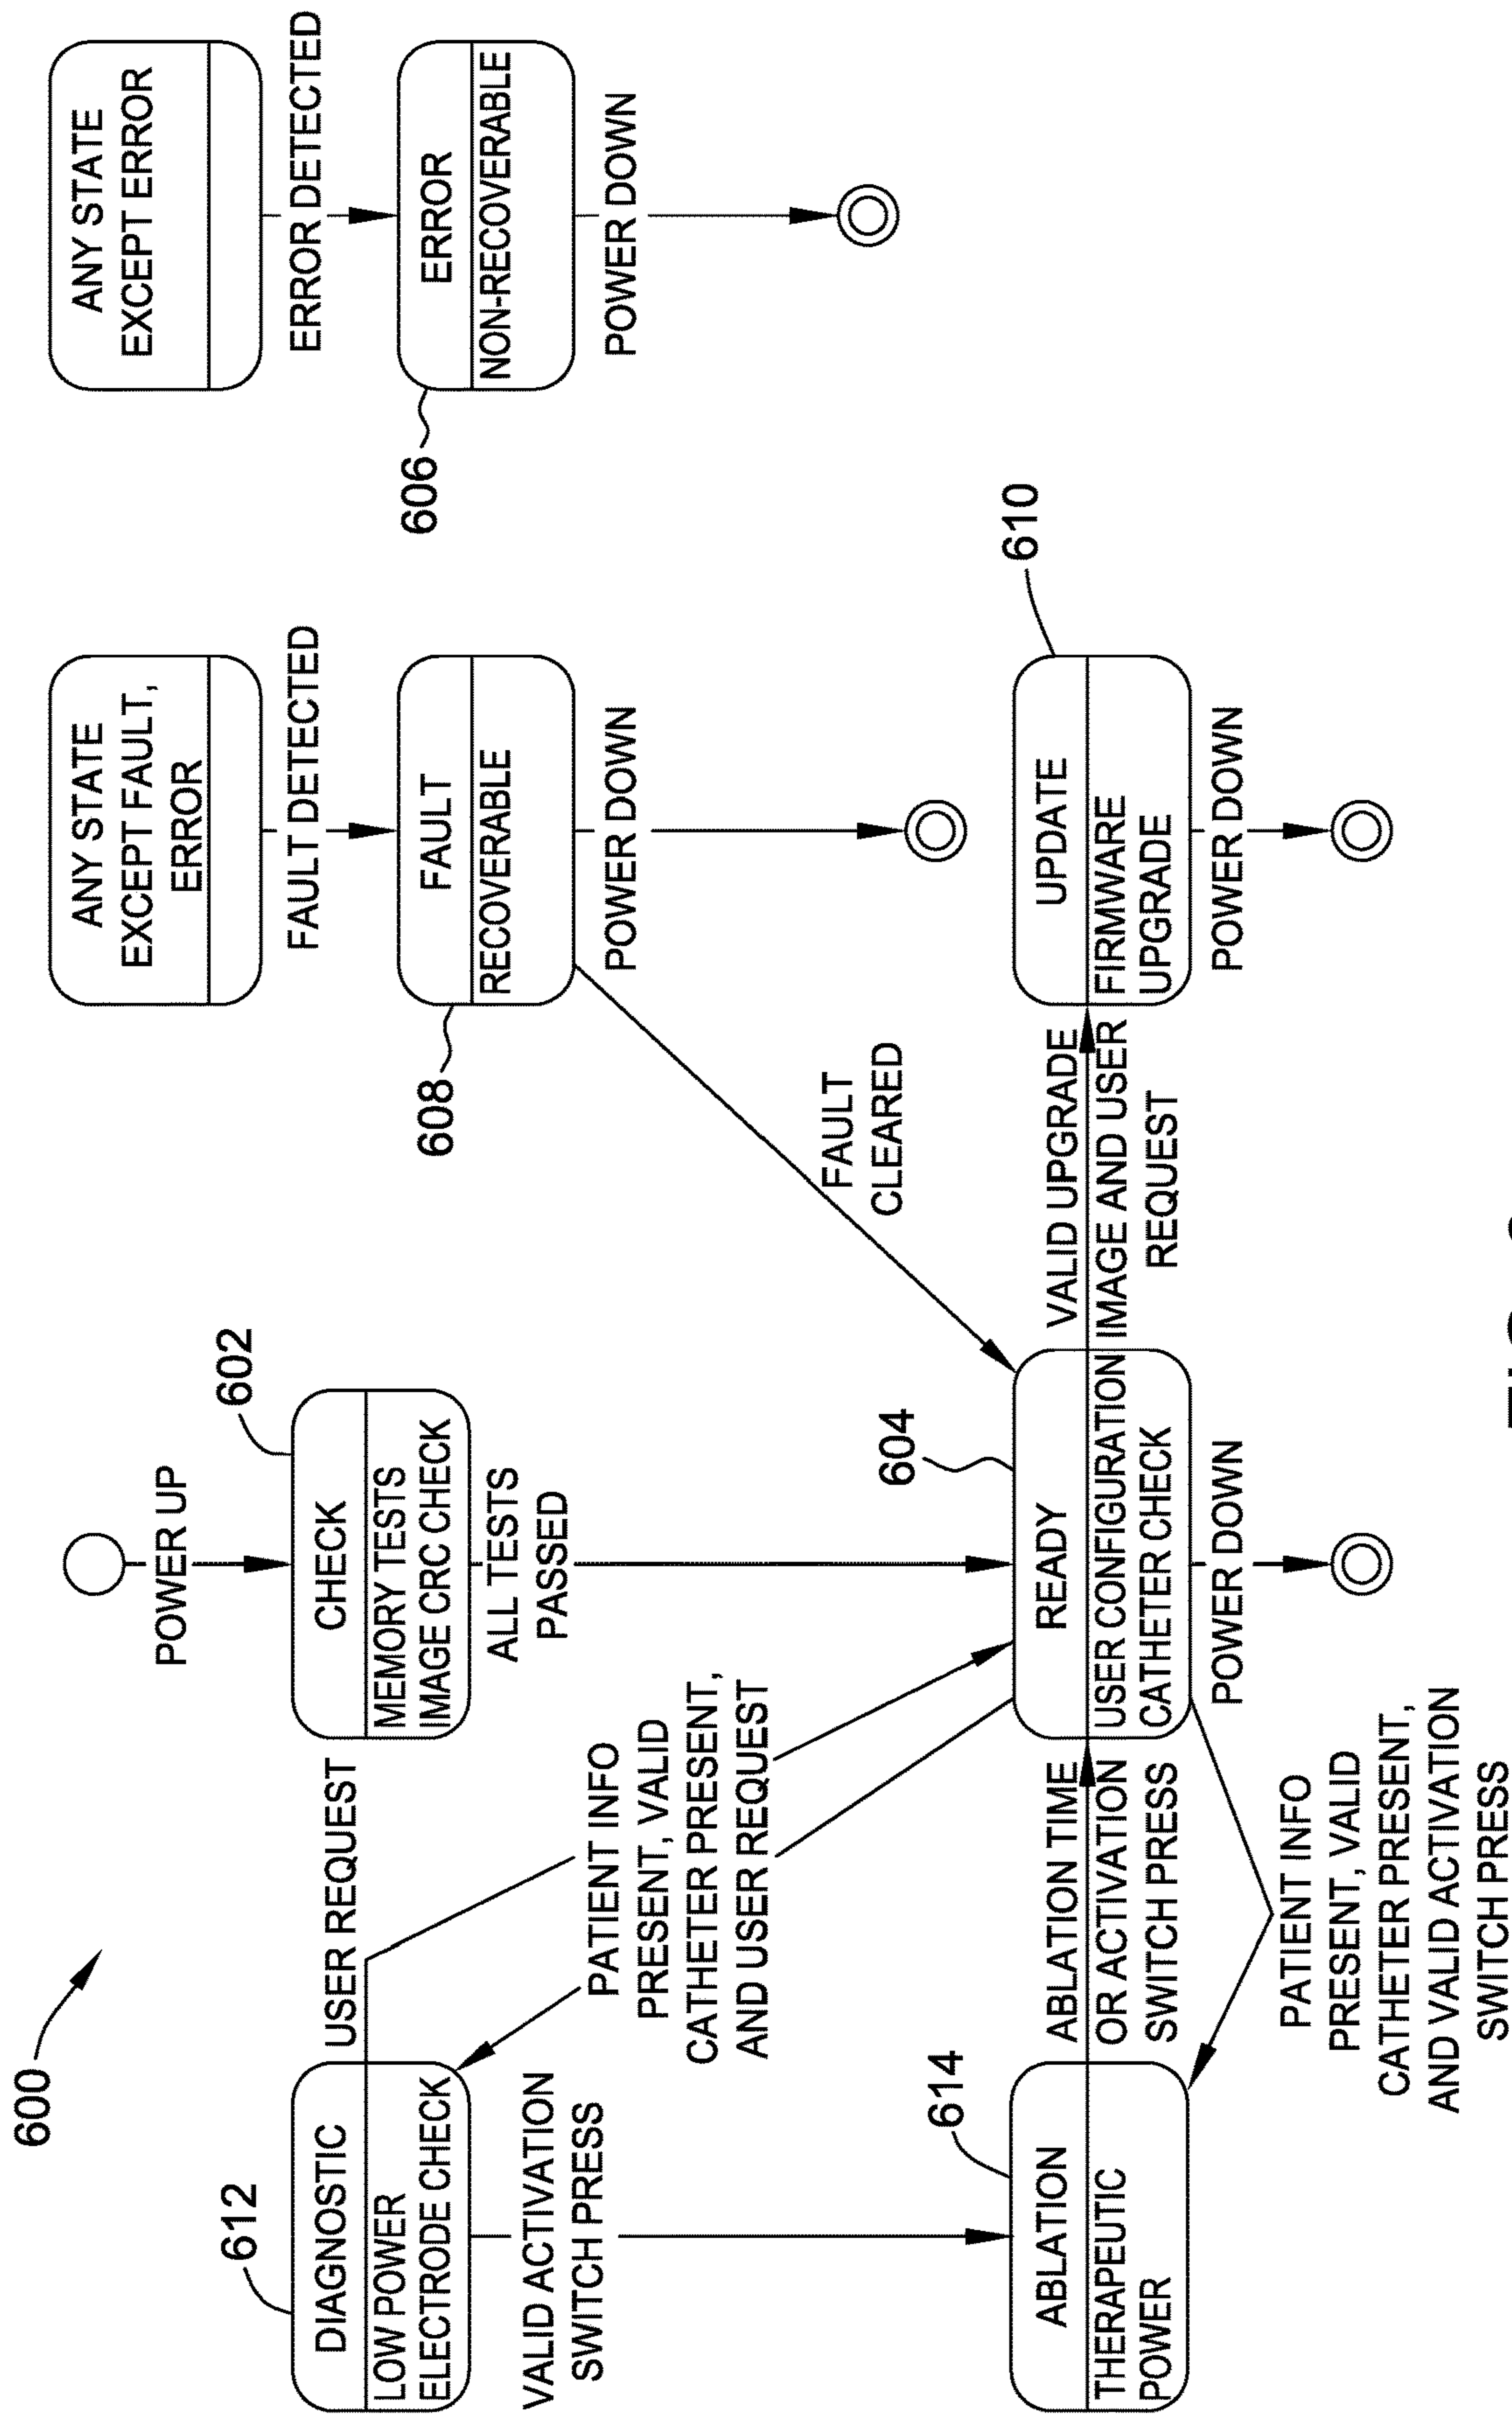 600
POWER UP
612
DIAGNOSTIC
LOW POWER
ELECTRODE CHECK
USER REQUEST
602
CHECK
MEMORY TESTS
IMAGE CRC CHECK
ALL TESTS
PASSED
VALID ACTIVATION
SWITCH PRESS
PATIENT INFO
PRESENT, VALID
CATHETER PRESENT,
AND USER REQUEST
614
ABLATION
THERAPEUTIC
POWER
ABLATION TIME
OR ACTIVATION
SWITCH PRESS
604
READY
USER CONFIGURATION
CATHETER CHECK
POWER DOWN
PATIENT INFO
PRESENT, VALID
CATHETER PRESENT,
AND VALID ACTIVATION
SWITCH PRESS
ANY STATE
EXCEPT FAULT,
ERROR
FAULT DETECTED
608
FAULT
RECOVERABLE
POWER DOWN
FAULT
CLEARED
VALID UPGRADE
IMAGE AND USER
REQUEST
610
UPDATE
FIRMWARE
UPGRADE
POWER DOWN
ANY STATE
EXCEPT ERROR
ERROR DETECTED
606
ERROR
NON-RECOVERABLE
POWER DOWN